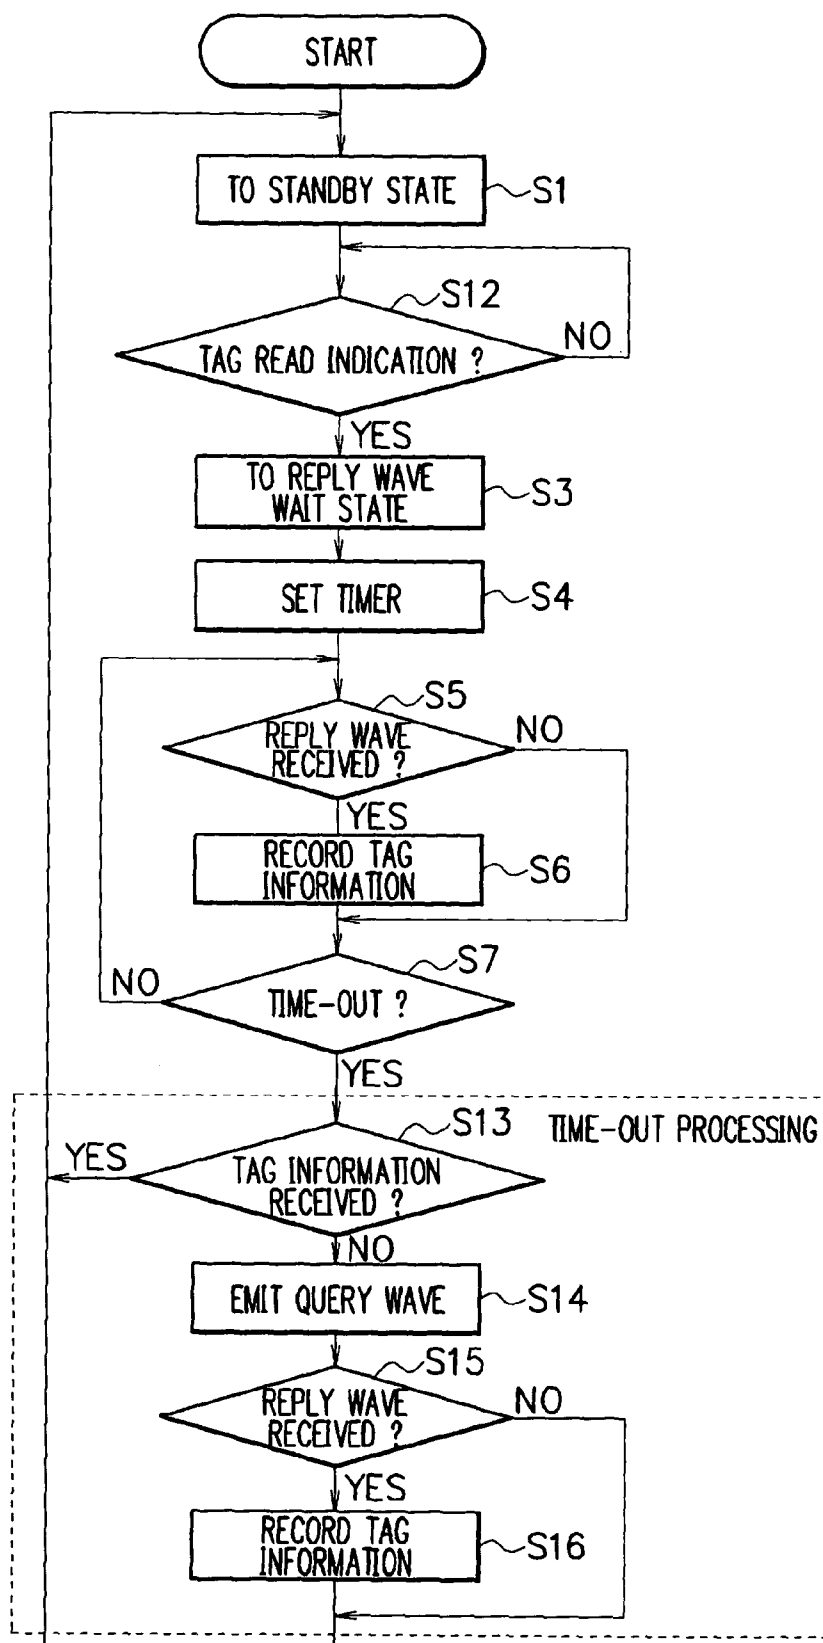 START
TO STANDBY STATE
S1
S12
TAG READ INDICATION ?
NO
YES
TO REPLY WAVE
WAIT STATE
S3
SET TIMER
S4
S5
REPLY WAVE
RECEIVED ?
NO
YES
RECORD TAG
INFORMATION
S6
S7
TIME-OUT ?
NO
YES
S13
TIME-OUT PROCESSING
TAG INFORMATION
RECEIVED ?
YES
NO
EMIT QUERY WAVE
S14
S15
REPLY WAVE
RECEIVED ?
NO
YES
RECORD TAG
INFORMATION
S16